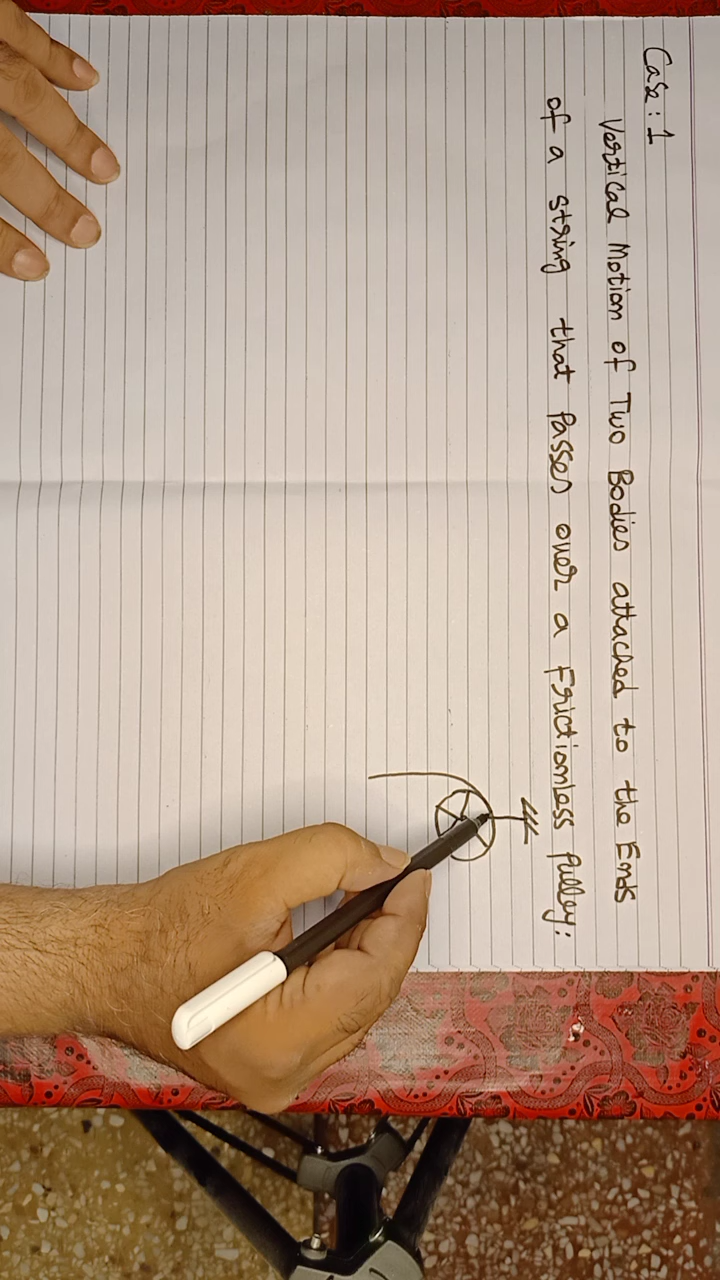 Case: 1
Vertical Motion of Two Bodies attached to the Ends
of a string that Passes over a Frictionless Pulley: